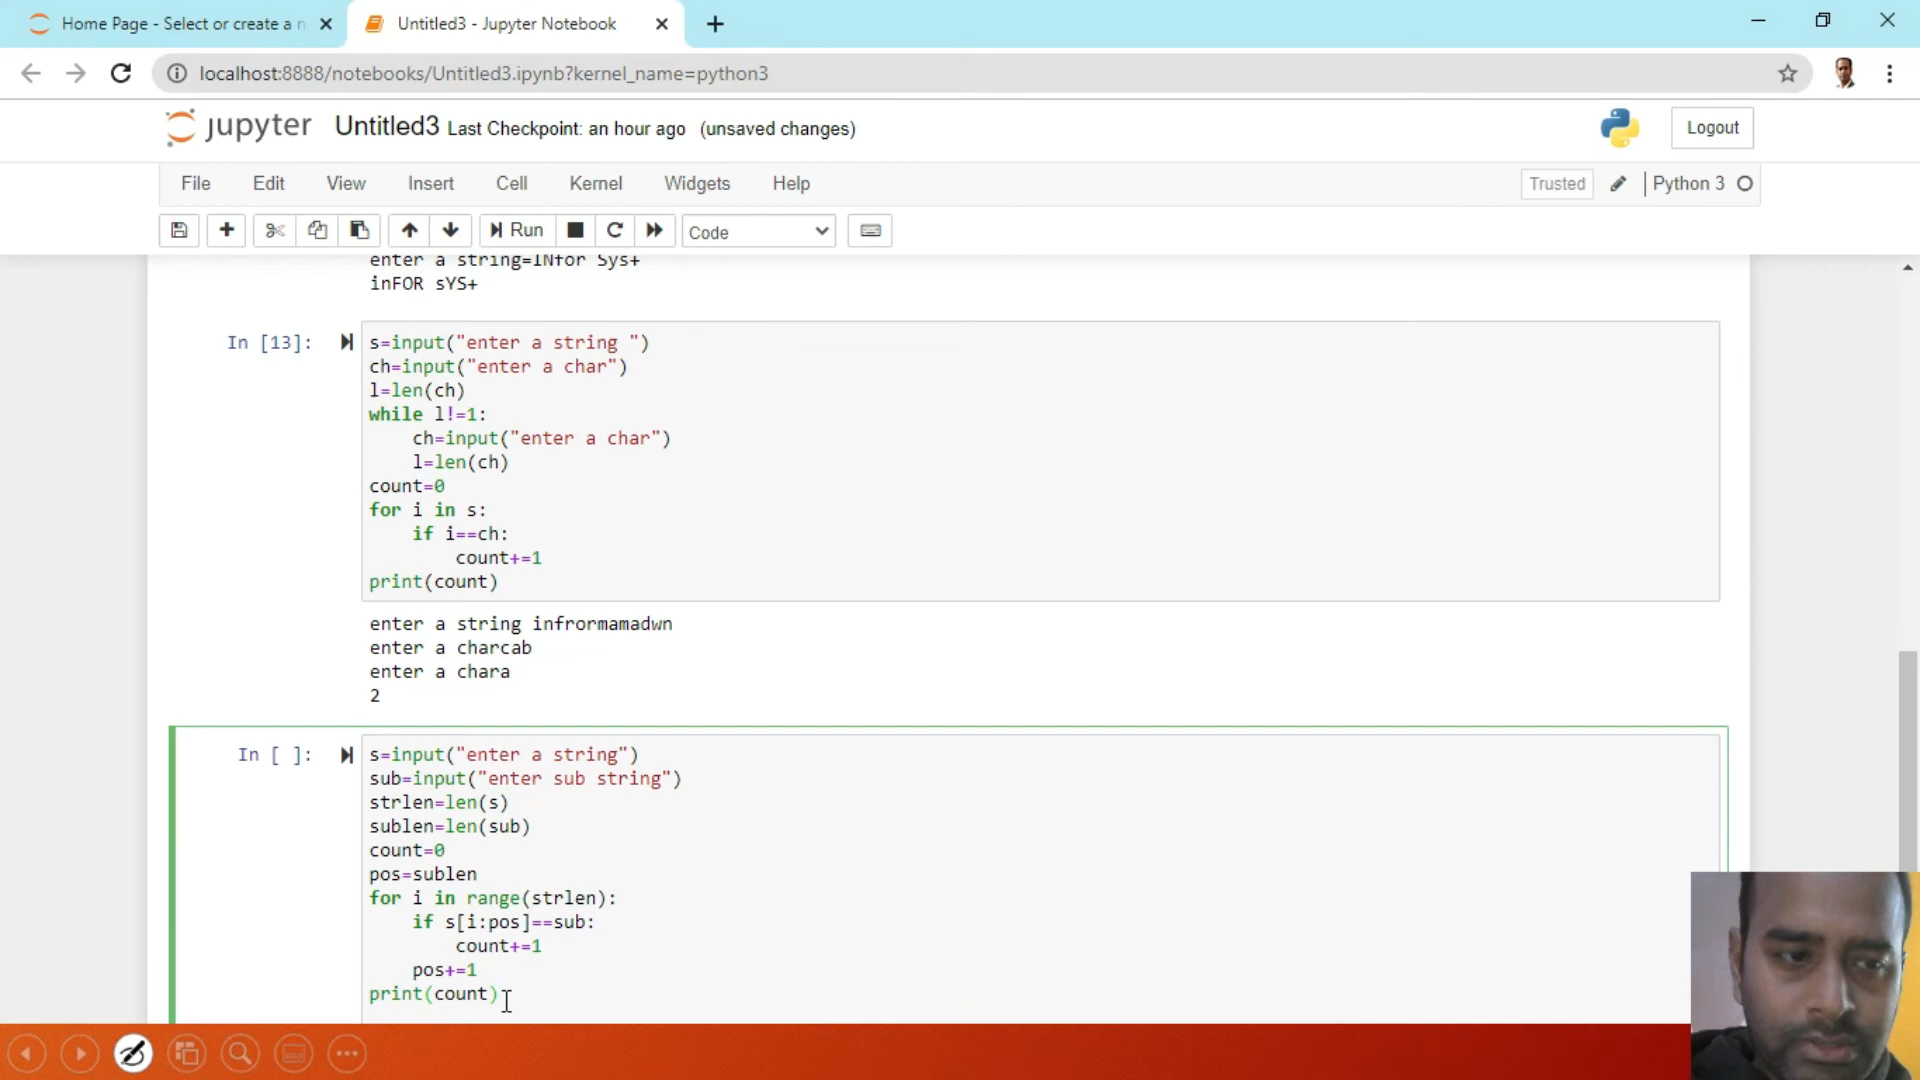 Home Page - Select or create a n
Untitled3 - Jupyter Notebook
localhost:8888/notebooks/Untitled3.ipynb?kernel_name=python3
jupyter Untitled3 Last Checkpoint: an hour ago (unsaved changes)
Logout
File Edit View Insert Cell Kernel Widgets Help
Trusted Python 3
Run
Code
enter a string=INfor Sys+
inFOR sYS+
In [13]:
s=input("enter a string ")
ch=input("enter a char")
l=len(ch)
while l!=1:
    ch=input("enter a char")
    l=len(ch)
count=0
for i in s:
    if i==ch:
        count+=1
print(count)
enter a string infrormamadwn
enter a charcab
enter a chara
2
In [ ]:
s=input("enter a string")
sub=input("enter sub string")
strlen=len(s)
sublen=len(sub)
count=0
pos=sublen
for i in range(strlen):
    if s[i:pos]==sub:
        count+=1
    pos+=1
print(count)